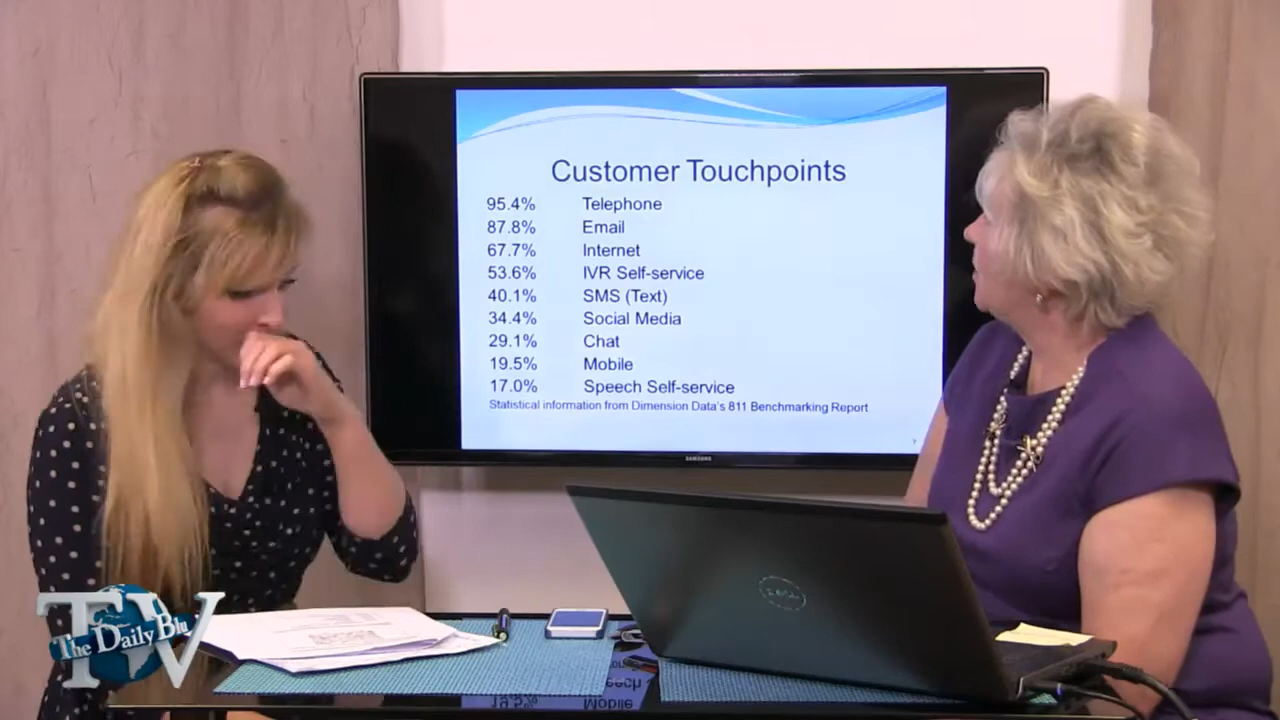 Customer Touchpoints
95.4% Telephone
87.8% Email
67.7% Internet
53.6% IVR Self-service
40.1% SMS (Text)
34.4% Social Media
29.1% Chat
19.5% Mobile
17.0% Speech Self-service
Statistical information from Dimension Data's 811 Benchmarking Report
7
SAMSUNG
DELL
TV
The Daily Blu